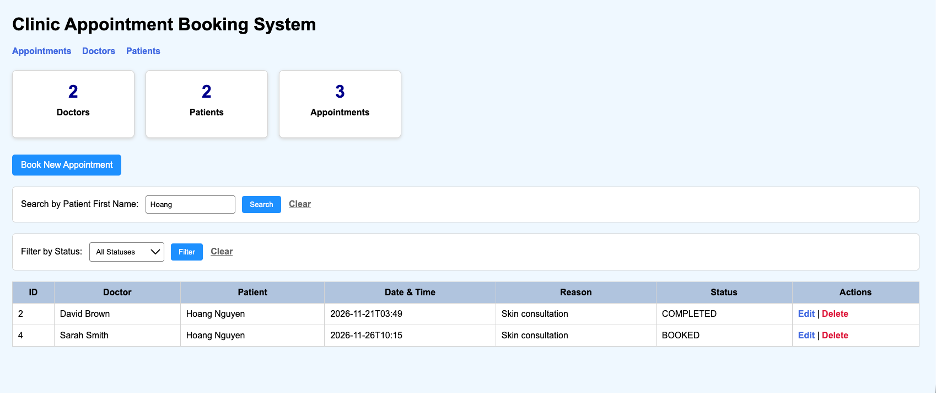 Clinic Appointment Booking System
Appointments Doctors Patients
2 2 3
Doctors Patients Appointments
Book New Appointment
Search by Patient First Name: Hoang Search Clear
Filter by Status: All Statuses Filter Clear
ID Doctor Patient Date & Time Reason Status Actions
2 David Brown Hoang Nguyen 2026-11-21T03:49 Skin consultation COMPLETED Edit | Delete
4 Sarah Smith Hoang Nguyen 2026-11-26T10:15 Skin consultation BOOKED Edit | Delete